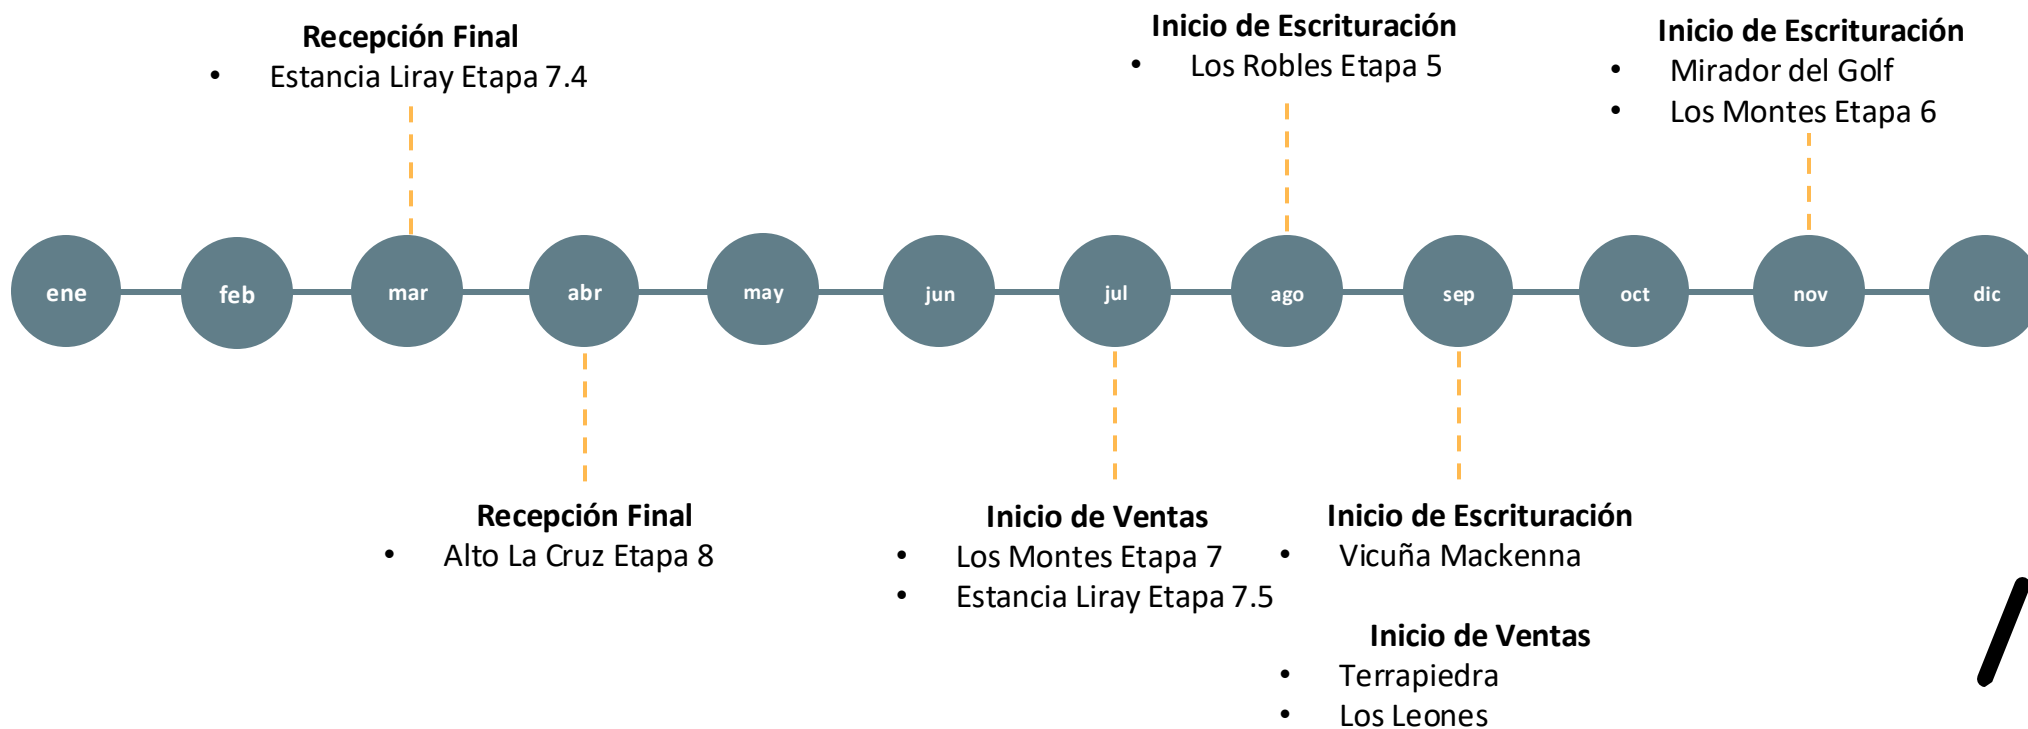 Recepción Final
• Estancia Liray Etapa 7.4
Inicio de Escrituración
• Los Robles Etapa 5
Inicio de Escrituración
• Mirador del Golf
• Los Montes Etapa 6
ene feb mar abr may jun jul ago sep oct nov dic
Recepción Final
• Alto La Cruz Etapa 8
Inicio de Ventas
• Los Montes Etapa 7
• Estancia Liray Etapa 7.5
Inicio de Escrituración
• Vicuña Mackenna
Inicio de Ventas
• Terrapiedra
• Los Leones